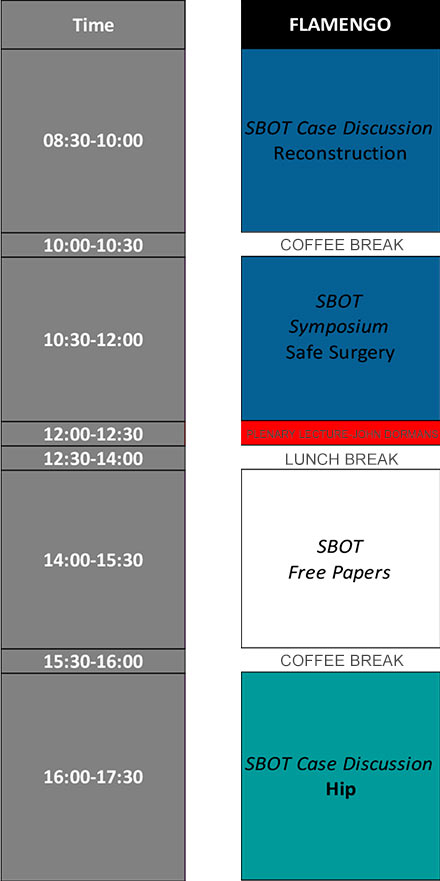 Time
FLAMENGO
08:30-10:00
SBOT Case Discussion
Reconstruction
10:00-10:30
COFFEE BREAK
10:30-12:00
SBOT
Symposium
Safe Surgery
12:00-12:30
PLENARY LECTURE JOHN DORMANS
12:30-14:00
LUNCH BREAK
14:00-15:30
SBOT
Free Papers
15:30-16:00
COFFEE BREAK
16:00-17:30
SBOT Case Discussion
Hip